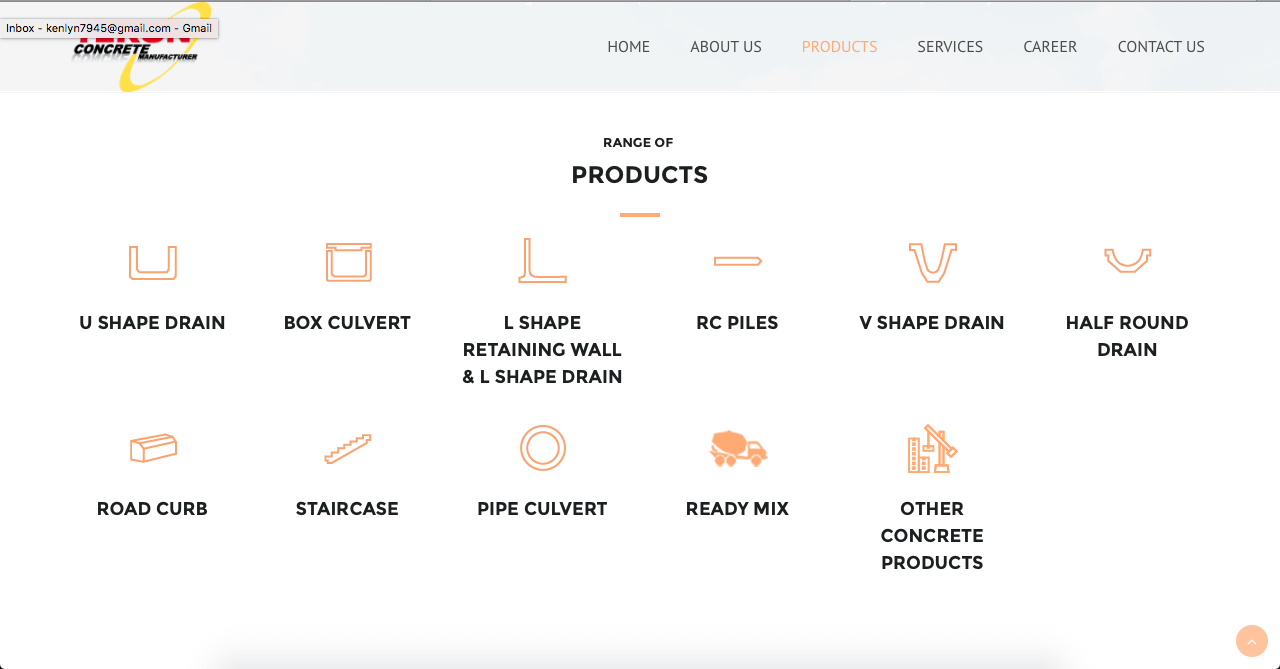 Inbox - kenlyn7945@gmail.com - Gmail
CONCRETE
MANUFACTURER
HOME
ABOUT US
PRODUCTS
SERVICES
CAREER
CONTACT US
RANGE OF
PRODUCTS
U SHAPE DRAIN
BOX CULVERT
L SHAPE
RETAINING WALL
& L SHAPE DRAIN
RC PILES
V SHAPE DRAIN
HALF ROUND
DRAIN
ROAD CURB
STAIRCASE
PIPE CULVERT
READY MIX
OTHER
CONCRETE
PRODUCTS